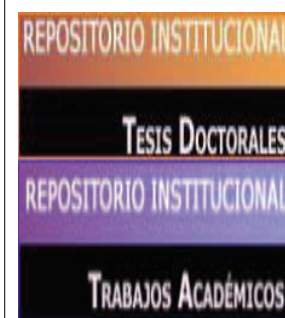 REPOSITORIO INSTITUCIONAL
TESIS DOCTORALES
REPOSITORIO INSTITUCIONAL
TRABAJOS ACADÉMICOS